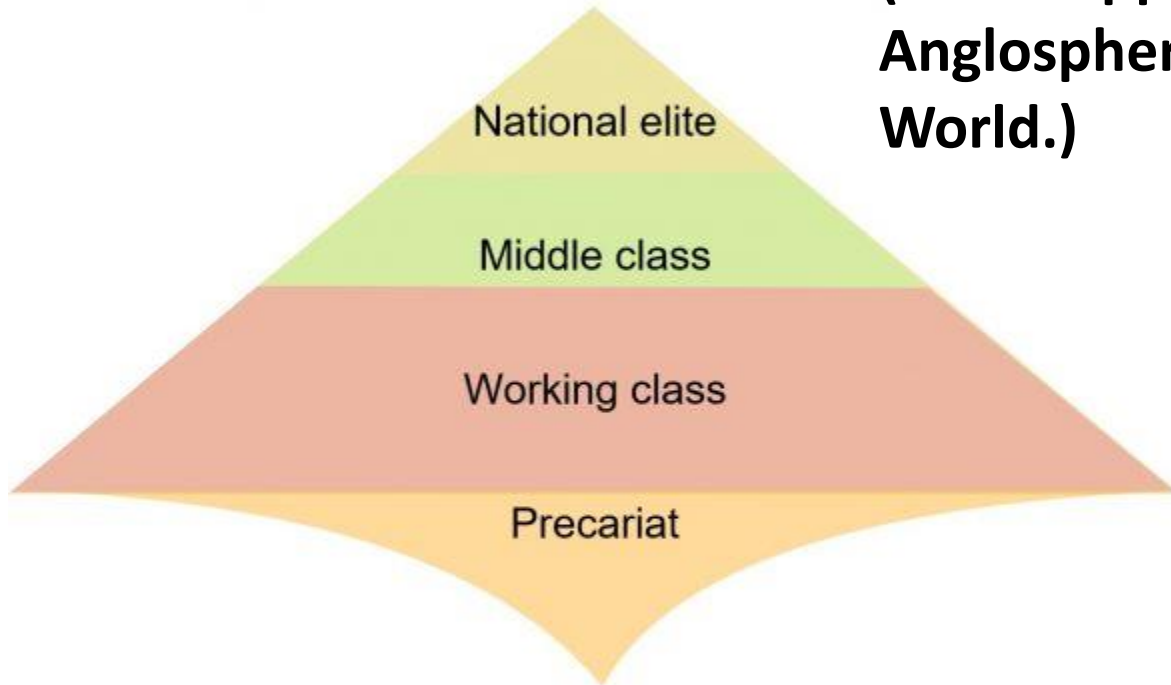 Anglospher
World.)
National elite
Middle class
Working class
Precariat